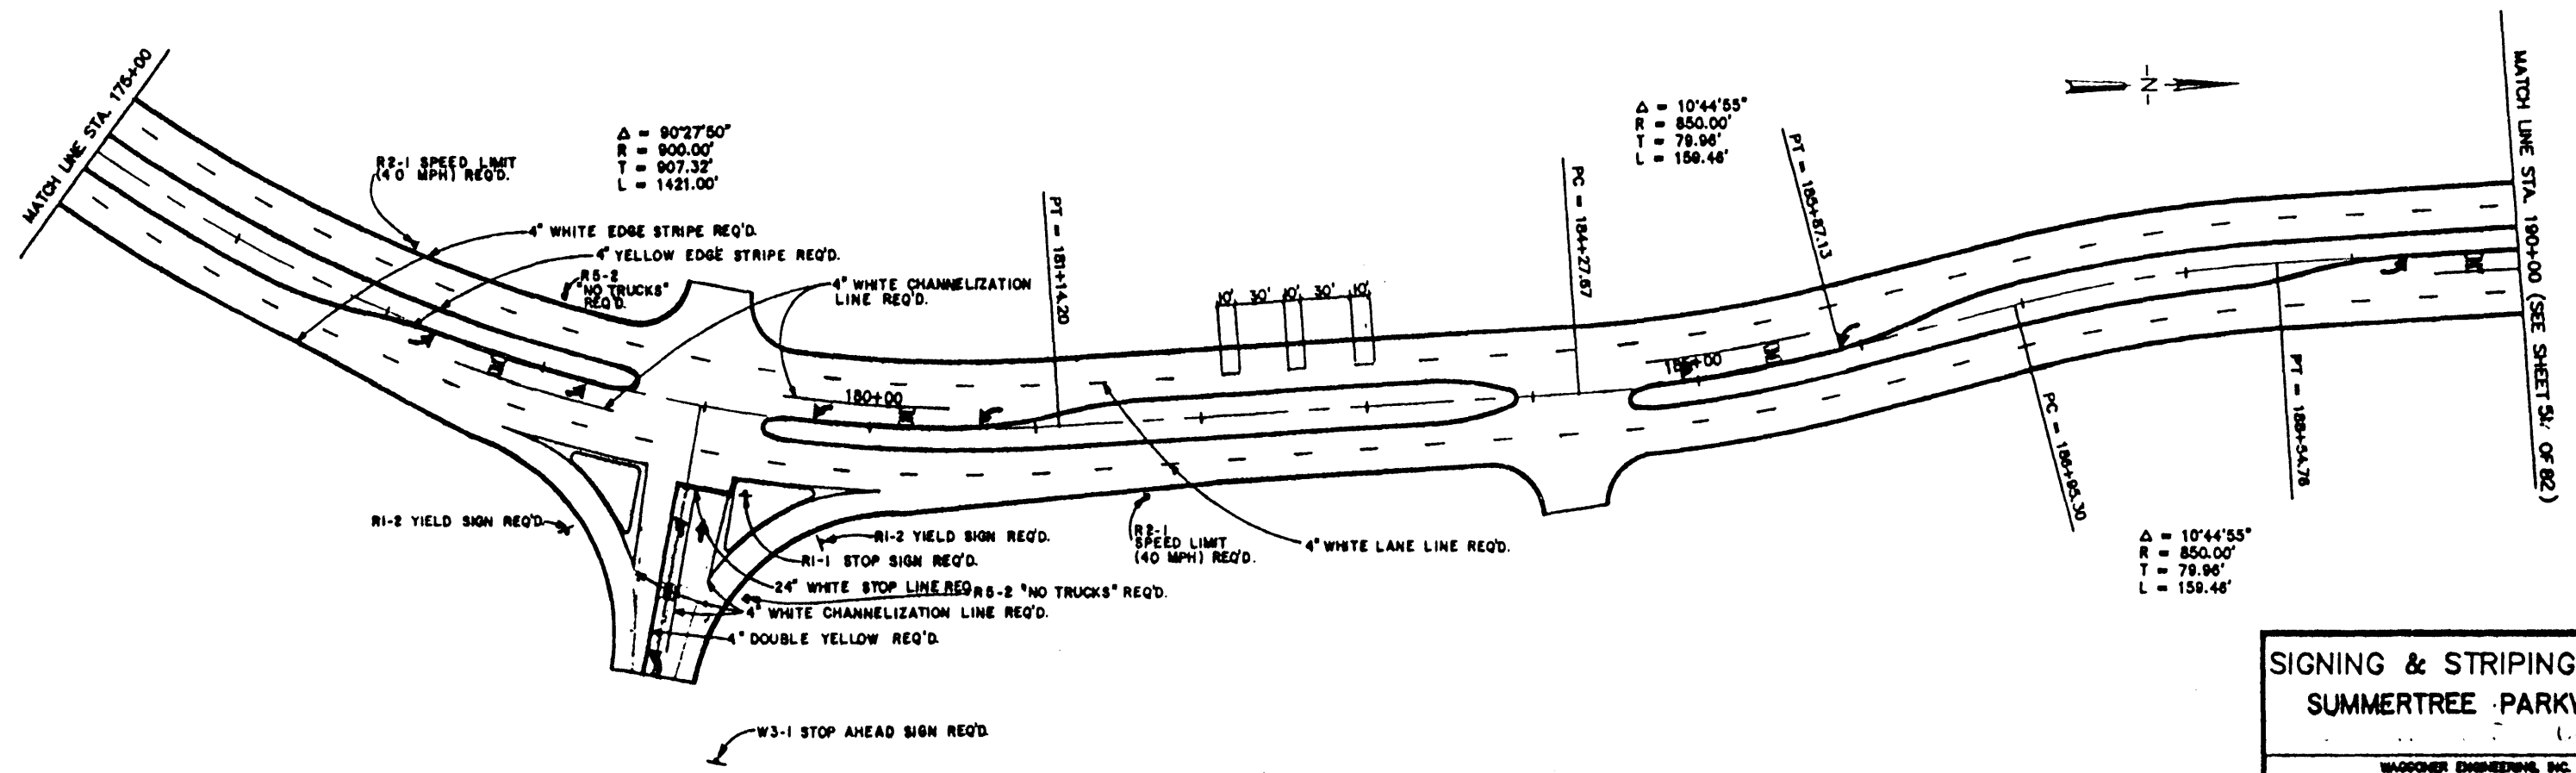 MATCH LINE STA. 175+00
R2-1 SPEED LIMIT
(40 MPH) REQ'D.
Δ = 90°27'50"
R = 900.00'
T = 907.32'
L = 1421.00'
4" WHITE EDGE STRIPE REQ'D.
4" YELLOW EDGE STRIPE REQ'D.
R5-2
"NO TRUCKS"
REQ'D.
4" WHITE CHANNELIZATION
LINE REQ'D.
180+00
PT = 181+14.20
10' 30' 10' 30' 10'
PC = 184+27.67
Δ = 10°44'55"
R = 850.00'
T = 79.96'
L = 159.46'
PT = 185+87.13
185+00
-N-
MATCH LINE STA. 190+00 (SEE SHEET OF 82)
PC = 186+95.30
PT = 188+54.76
Δ = 10°44'55"
R = 850.00'
T = 79.96'
L = 159.46'
R1-2 YIELD SIGN REQ'D.
R1-2 YIELD SIGN REQ'D.
R1-1 STOP SIGN REQ'D.
24" WHITE STOP LINE REQ
R5-2 "NO TRUCKS" REQ'D.
4" WHITE CHANNELIZATION LINE REQ'D.
4" DOUBLE YELLOW REQ'D.
R2-1
SPEED LIMIT
(40 MPH) REQ'D.
4" WHITE LANE LINE REQ'D.
W3-1 STOP AHEAD SIGN REQ'D.
SIGNING & STRIPING
SUMMERTREE PARKW
WAGGONER ENGINEERING, INC.